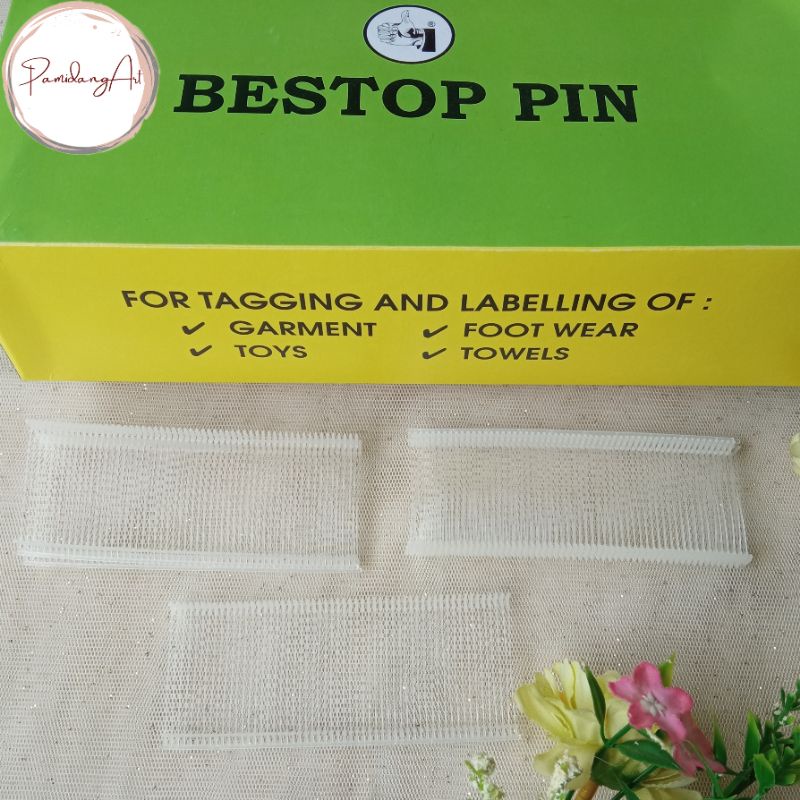 PamidangArt
®
BESTOP PIN
FOR TAGGING AND LABELLING OF :
✓ GARMENT ✓ FOOT WEAR
✓ TOYS ✓ TOWELS